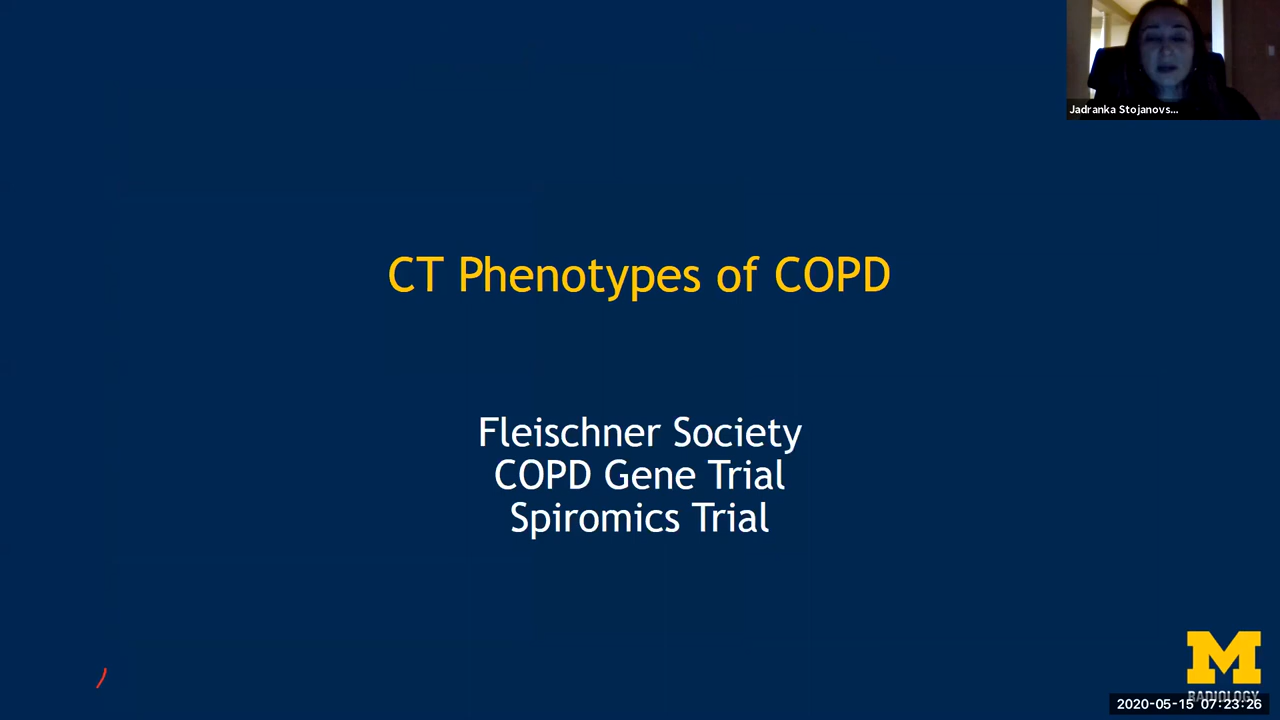 Jadranka Stojanovs...
CT Phenotypes of COPD
Fleischner Society
COPD Gene Trial
Spiromics Trial
M
RADIOLOGY
2020-05-15 07:23:26